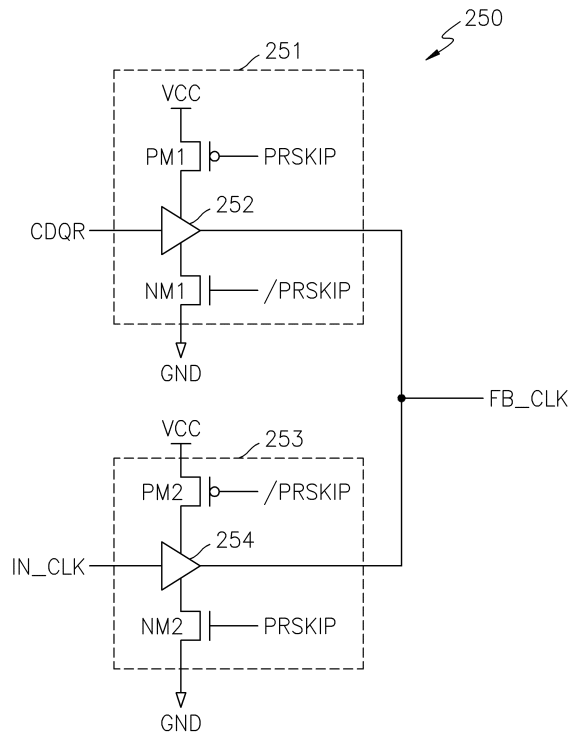 250
251
VCC
PM1
PRSKIP
252
CDQR
NM1
/PRSKIP
GND
FB_CLK
VCC
253
PM2
/PRSKIP
254
IN_CLK
NM2
PRSKIP
GND